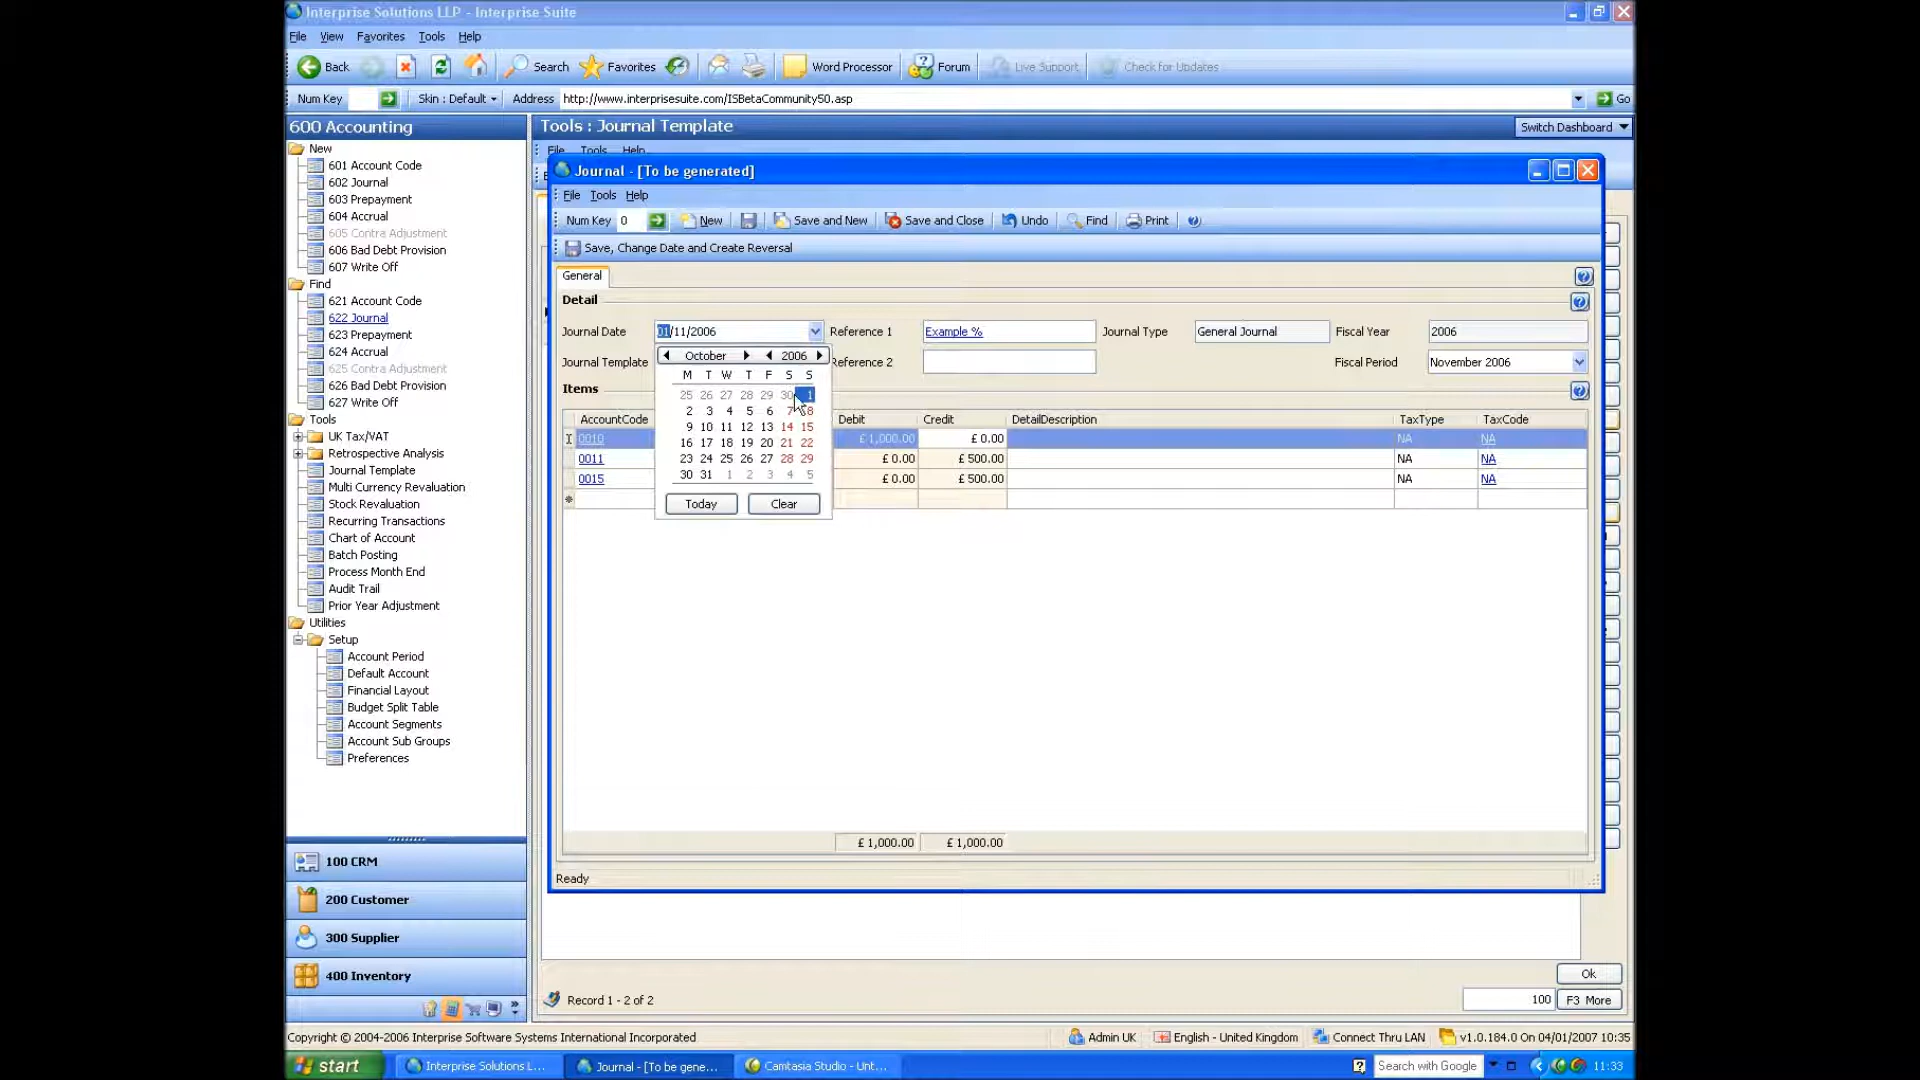 Interprise Solutions LLP - Interprise Suite
File View Favorites Tools Help
Back Search Favorites Word Processor Forum Live Support Check for Updates
Num Key Skin : Default Address http://www.interprisesuite.com/ISBetaCommunity50.asp Go
600 Accounting
New
601 Account Code
602 Journal
603 Prepayment
604 Accrual
605 Contra Adjustment
606 Bad Debt Provision
607 Write Off
Find
621 Account Code
622 Journal
623 Prepayment
624 Accrual
625 Contra Adjustment
626 Bad Debt Provision
627 Write Off
Tools
UK Tax/VAT
Retrospective Analysis
Journal Template
Multi Currency Revaluation
Stock Revaluation
Recurring Transactions
Chart of Account
Batch Posting
Process Month End
Audit Trail
Prior Year Adjustment
Utilities
Setup
Account Period
Default Account
Financial Layout
Budget Split Table
Account Segments
Account Sub Groups
Preferences
100 CRM
200 Customer
300 Supplier
400 Inventory
Tools : Journal Template Switch Dashboard
File Tools Help
Journal - [To be generated]
File Tools Help
Num Key 0 New Save and New Save and Close Undo Find Print
Save, Change Date and Create Reversal
General
Detail
Journal Date 01/11/2006 Reference 1 Example % Journal Type General Journal Fiscal Year 2006
Journal Template Reference 2 Fiscal Period November 2006
October 2006
M T W T F S S
25 26 27 28 29 30 1
2 3 4 5 6 7 8
9 10 11 12 13 14 15
16 17 18 19 20 21 22
23 24 25 26 27 28 29
30 31 1 2 3 4 5
Today Clear
Items
AccountCode Debit Credit DetailDescription TaxType TaxCode
0010 £ 1,000.00 £ 0.00 NA NA
0011 £ 0.00 £ 500.00 NA NA
0015 £ 0.00 £ 500.00 NA NA
£ 1,000.00 £ 1,000.00
Ready
Ok
Record 1 - 2 of 2 100 F3 More
Copyright © 2004-2006 Interprise Software Systems International Incorporated Admin UK English - United Kingdom Connect Thru LAN v1.0.184.0 On 04/01/2007 10:35
start Interprise Solutions L... Journal - [To be gene... Camtasia Studio - Unt... Search with Google 11:33